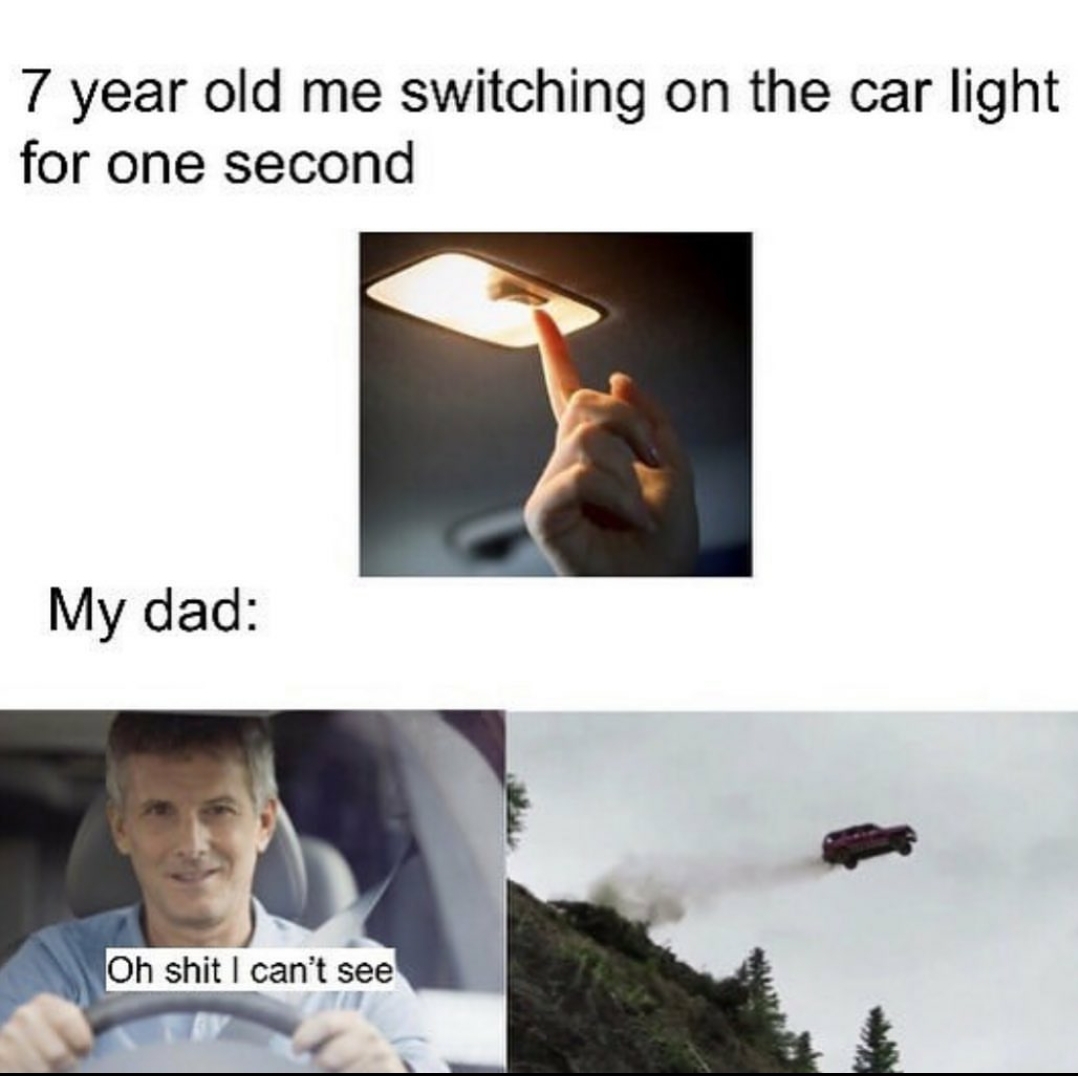 7 year old me switching on the car light
for one second
My dad:
Oh shit I can't see